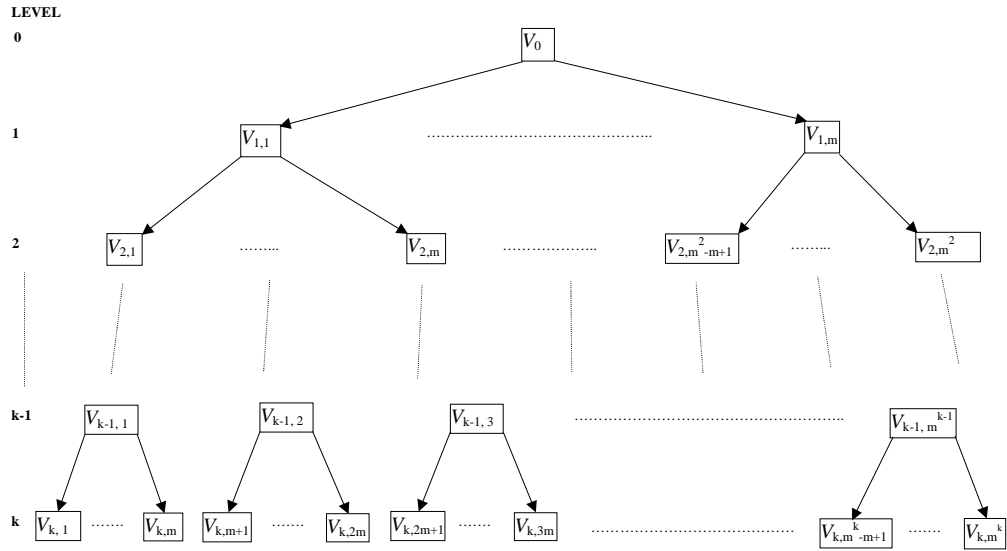 LEVEL
0 V₀
1 V₁,₁ ........................................ V₁,ₘ
2 V₂,₁ ........ V₂,ₘ ................. V₂,ₘ²₋ₘ₊₁ ........ V₂,ₘ²
k-1 Vₖ₋₁, ₁ Vₖ₋₁, ₂ Vₖ₋₁, ₃ ................................................ Vₖ₋₁, ₘᵏ⁻¹
k Vₖ, ₁ ....... Vₖ,ₘ Vₖ,ₘ₊₁ ....... Vₖ,₂ₘ Vₖ,₂ₘ₊₁ ....... Vₖ,₃ₘ .................................... Vₖ,ₘᵏ₋ₘ₊₁ ....... Vₖ,ₘᵏ